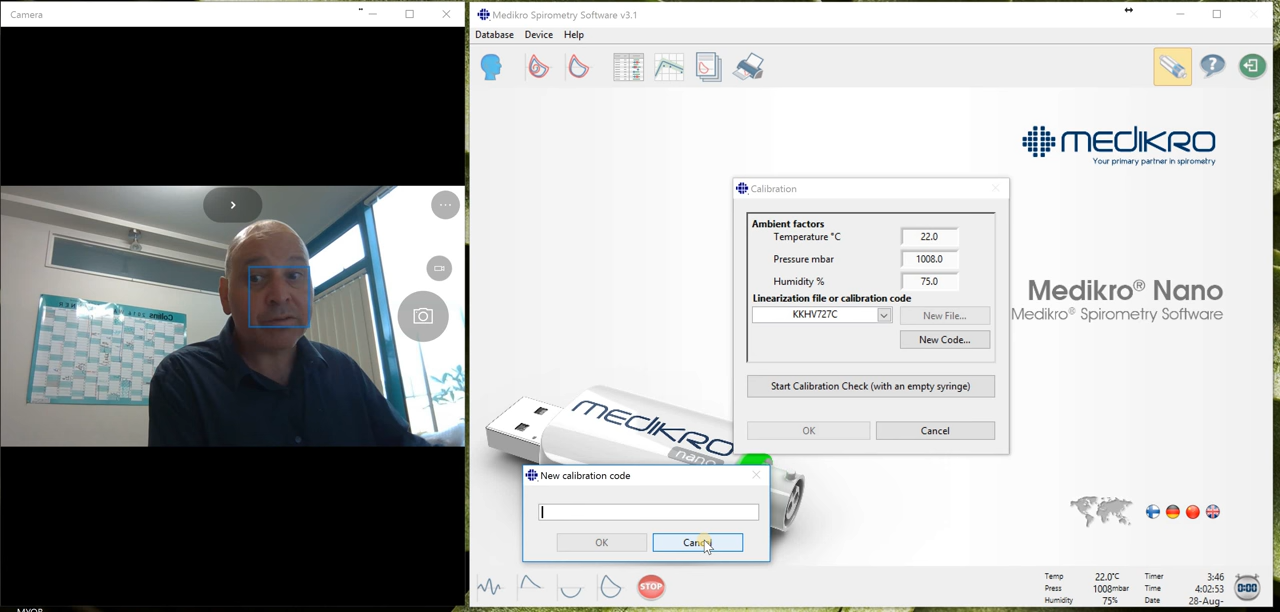 Camera
Medikro Spirometry Software v3.1
Database Device Help
MEDIKRO
Your primary partner in spirometry
Calibration
Ambient factors
Temperature °C 22.0
Pressure mbar 1008.0
Humidity % 75.0
Linearization file or calibration code
KKHV727C New File...
New Code...
Start Calibration Check (with an empty syringe)
OK Cancel
Medikro® Nano
Medikro® Spirometry Software
MEDIKRO
nano
New calibration code
OK Cancel
STOP
Temp 22.0°C Timer 3:46
Press 1008mbar Time 4:02:53
Humidity 75% Date 28-Aug-
0:00
Collins